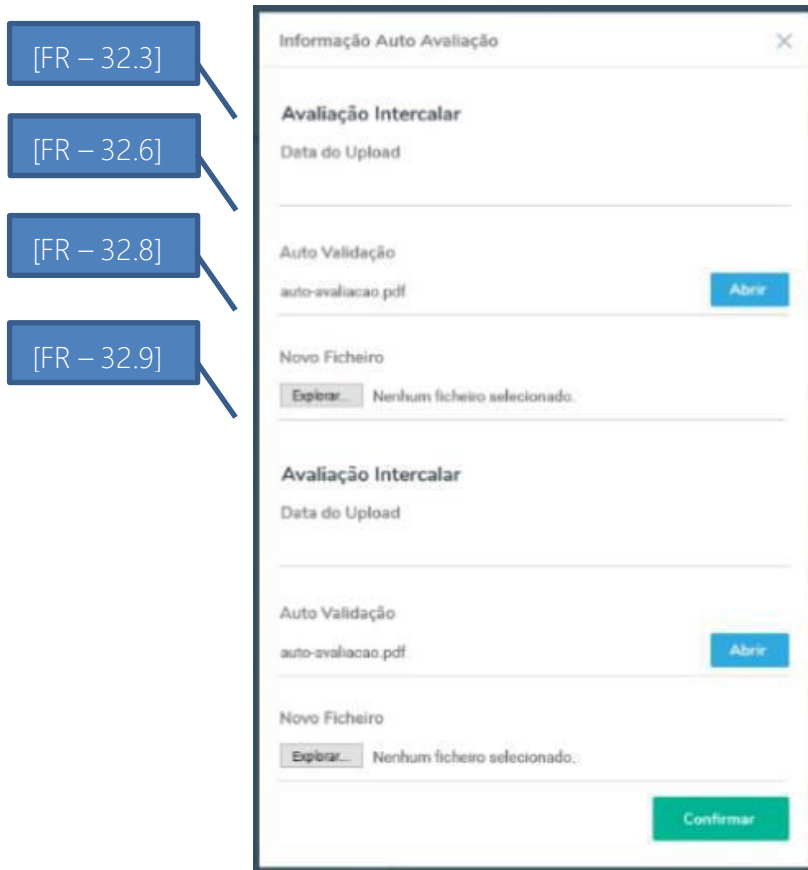 [FR – 32.3]
[FR – 32.6]
[FR – 32.8]
[FR – 32.9]
Informação Auto Avaliação
Avaliação Intercalar
Data do Upload
Auto Validação
auto-avaliacao.pdf Abrir
Novo Ficheiro
Explorar... Nenhum ficheiro selecionado.
Avaliação Intercalar
Data do Upload
Auto Validação
auto-avaliacao.pdf Abrir
Novo Ficheiro
Explorar... Nenhum ficheiro selecionado.
Confirmar